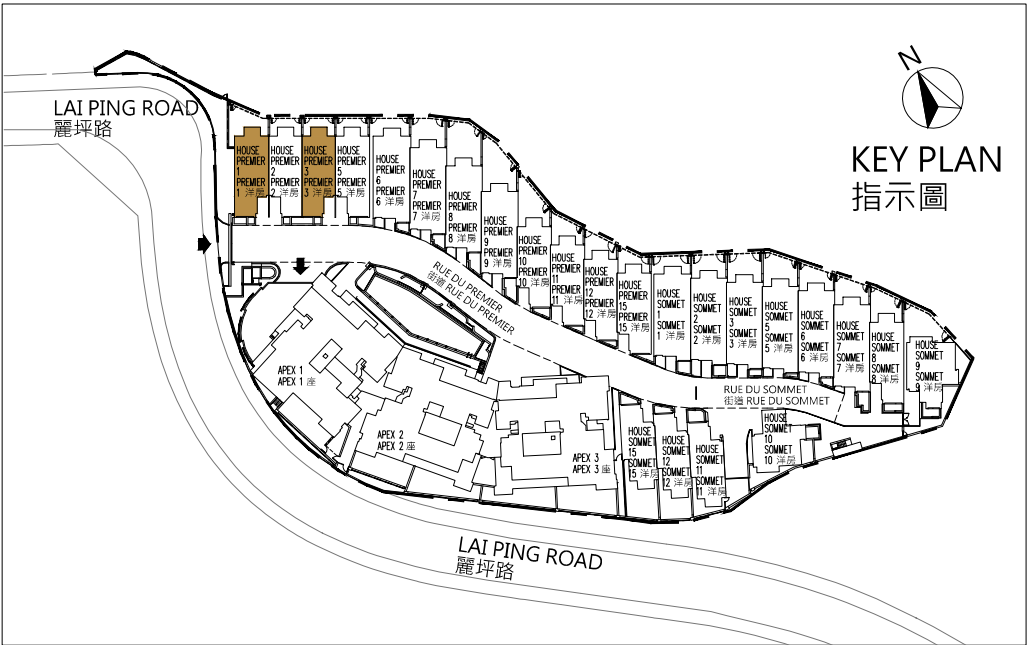 N
KEY PLAN
指示圖
LAI PING ROAD
麗坪路
HOUSE
PREMIER
1
PREMIER
1 洋房
HOUSE
PREMIER
2
PREMIER
2 洋房
HOUSE
PREMIER
3
PREMIER
3 洋房
HOUSE
PREMIER
5
PREMIER
5 洋房
HOUSE
PREMIER
6
PREMIER
6 洋房
HOUSE
PREMIER
7
PREMIER
7 洋房
HOUSE
PREMIER
8
PREMIER
8 洋房
HOUSE
PREMIER
9
PREMIER
9 洋房
HOUSE
PREMIER
10
PREMIER
10 洋房
HOUSE
PREMIER
11
PREMIER
11 洋房
HOUSE
PREMIER
12
PREMIER
12 洋房
HOUSE
PREMIER
15
PREMIER
15 洋房
HOUSE
SOMMET
1
SOMMET
1 洋房
HOUSE
SOMMET
2
SOMMET
2 洋房
HOUSE
SOMMET
3
SOMMET
3 洋房
HOUSE
SOMMET
5
SOMMET
5 洋房
HOUSE
SOMMET
6
SOMMET
6 洋房
HOUSE
SOMMET
7
SOMMET
7 洋房
HOUSE
SOMMET
8
SOMMET
8 洋房
HOUSE
SOMMET
9
SOMMET
9 洋房
RUE DU PREMIER
街道 RUE DU PREMIER
RUE DU SOMMET
街道 RUE DU SOMMET
APEX 1
APEX 1 座
APEX 2
APEX 2 座
APEX 3
APEX 3 座
HOUSE
SOMMET
15
SOMMET
15 洋房
HOUSE
SOMMET
12
SOMMET
12 洋房
HOUSE
SOMMET
11
SOMMET
11 洋房
HOUSE
SOMMET
10
SOMMET
10 洋房
LAI PING ROAD
麗坪路